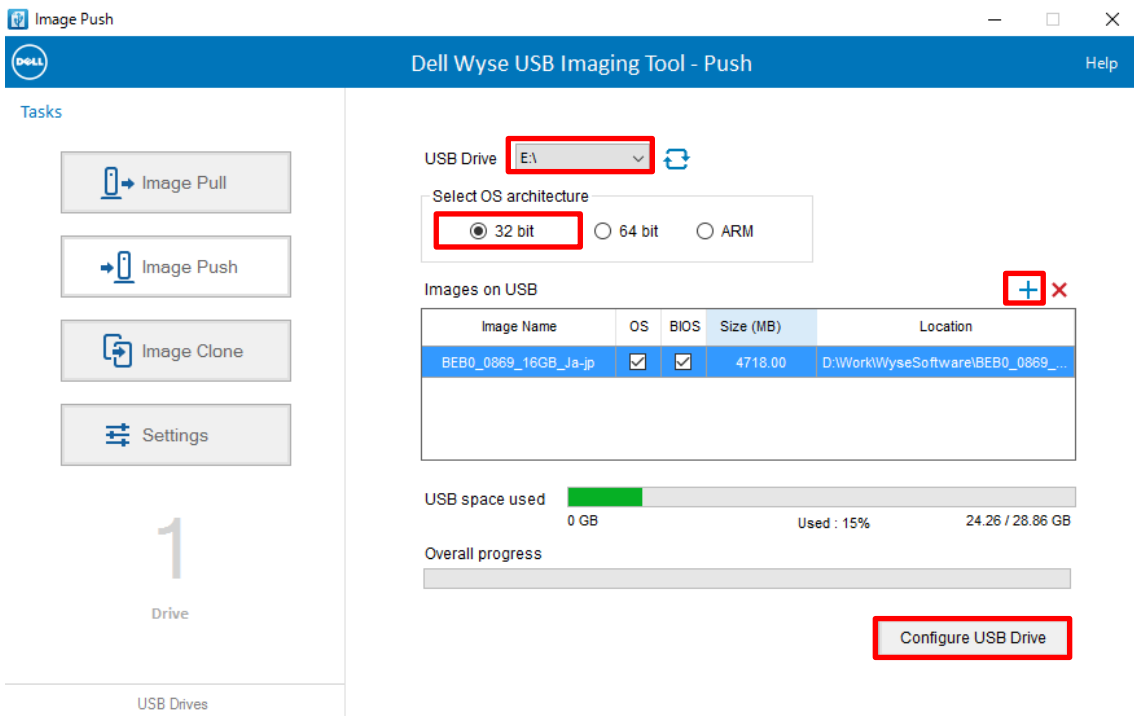 Image Push
DELL
Dell Wyse USB Imaging Tool - Push
Help
Tasks
Image Pull
Image Push
Image Clone
Settings
1
Drive
USB Drives
USB Drive E:\
Select OS architecture
32 bit 64 bit ARM
Images on USB
Image Name OS BIOS Size (MB) Location
BEB0_0869_16GB_Ja-jp 4718.00 D:\Work\WyseSoftware\BEB0_0869_...
USB space used
0 GB Used : 15% 24.26 / 28.86 GB
Overall progress
Configure USB Drive